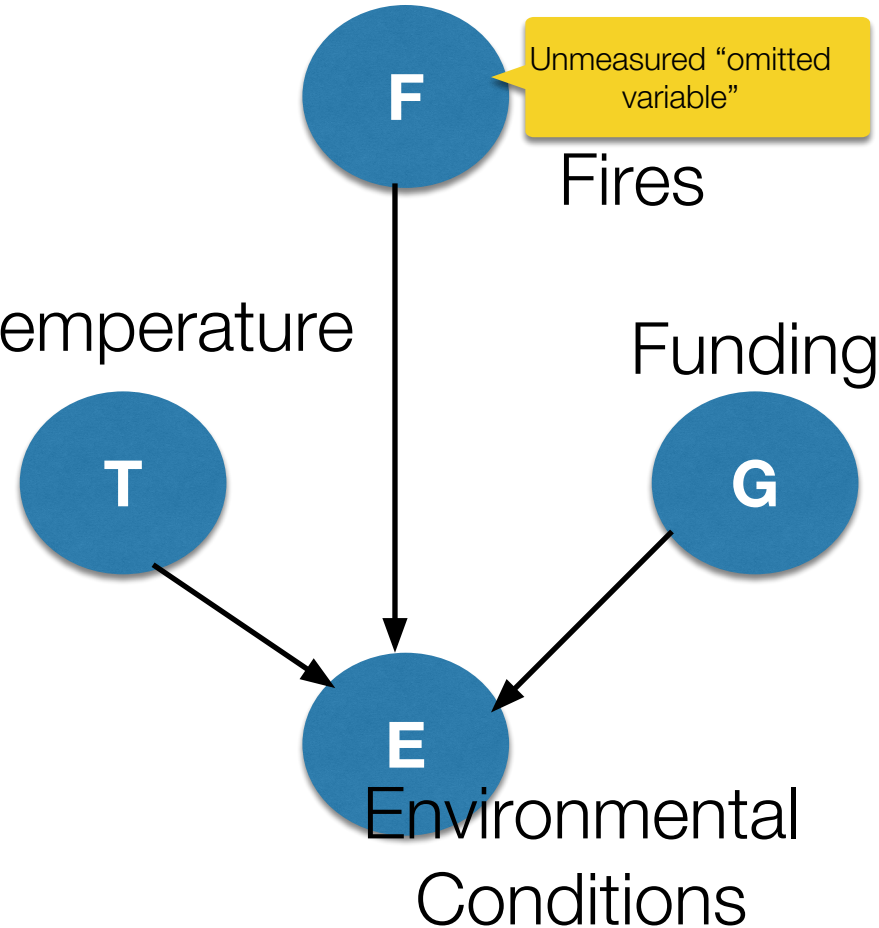 F
Unmeasured “omitted
variable”
Fires
emperature
Funding
T
G
E
Environmental
Conditions